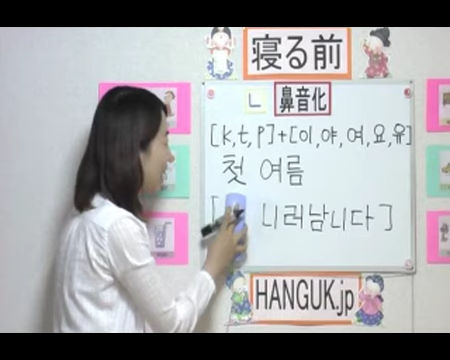 寝る前
ㄴ 鼻音化
[k,t,p]+[이,야,여,요,유]
첫 여름
[ 니러남니다]
HANGUK.jp